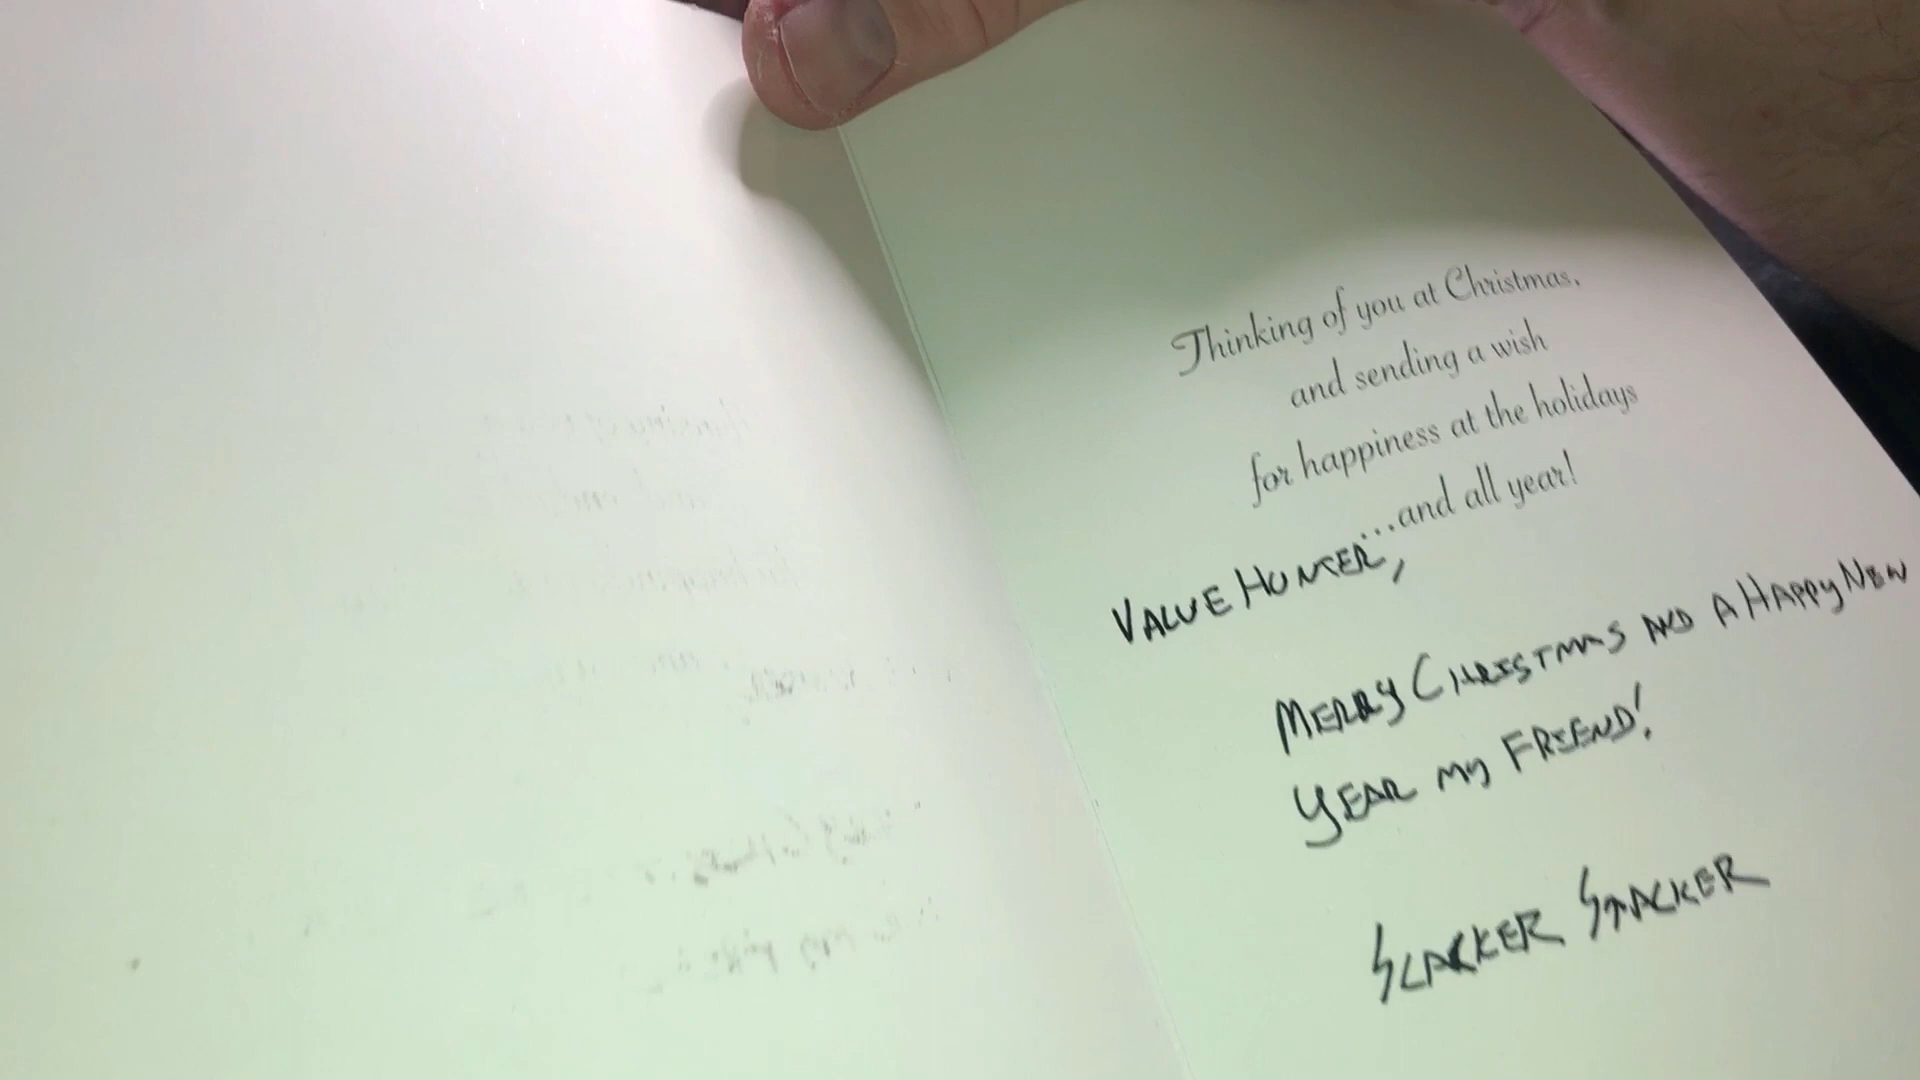 Thinking of you at Christmas,
and sending a wish
for happiness at the holidays
...and all year!
VALUE HUNTER,
MERRY CHRISTMAS AND A HAPPY NEW
YEAR MY FRIEND!
SLACKER STACKER